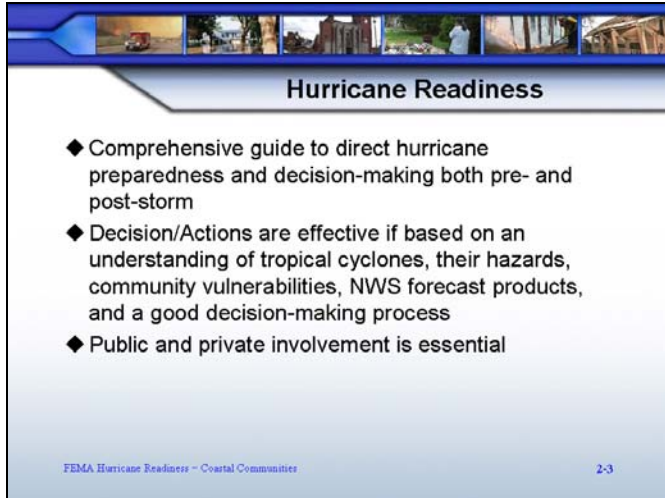 Hurricane Readiness
◆ Comprehensive guide to direct hurricane
preparedness and decision-making both pre- and
post-storm
◆ Decision/Actions are effective if based on an
understanding of tropical cyclones, their hazards,
community vulnerabilities, NWS forecast products,
and a good decision-making process
◆ Public and private involvement is essential
FEMA Hurricane Readiness – Coastal Communities 2-3